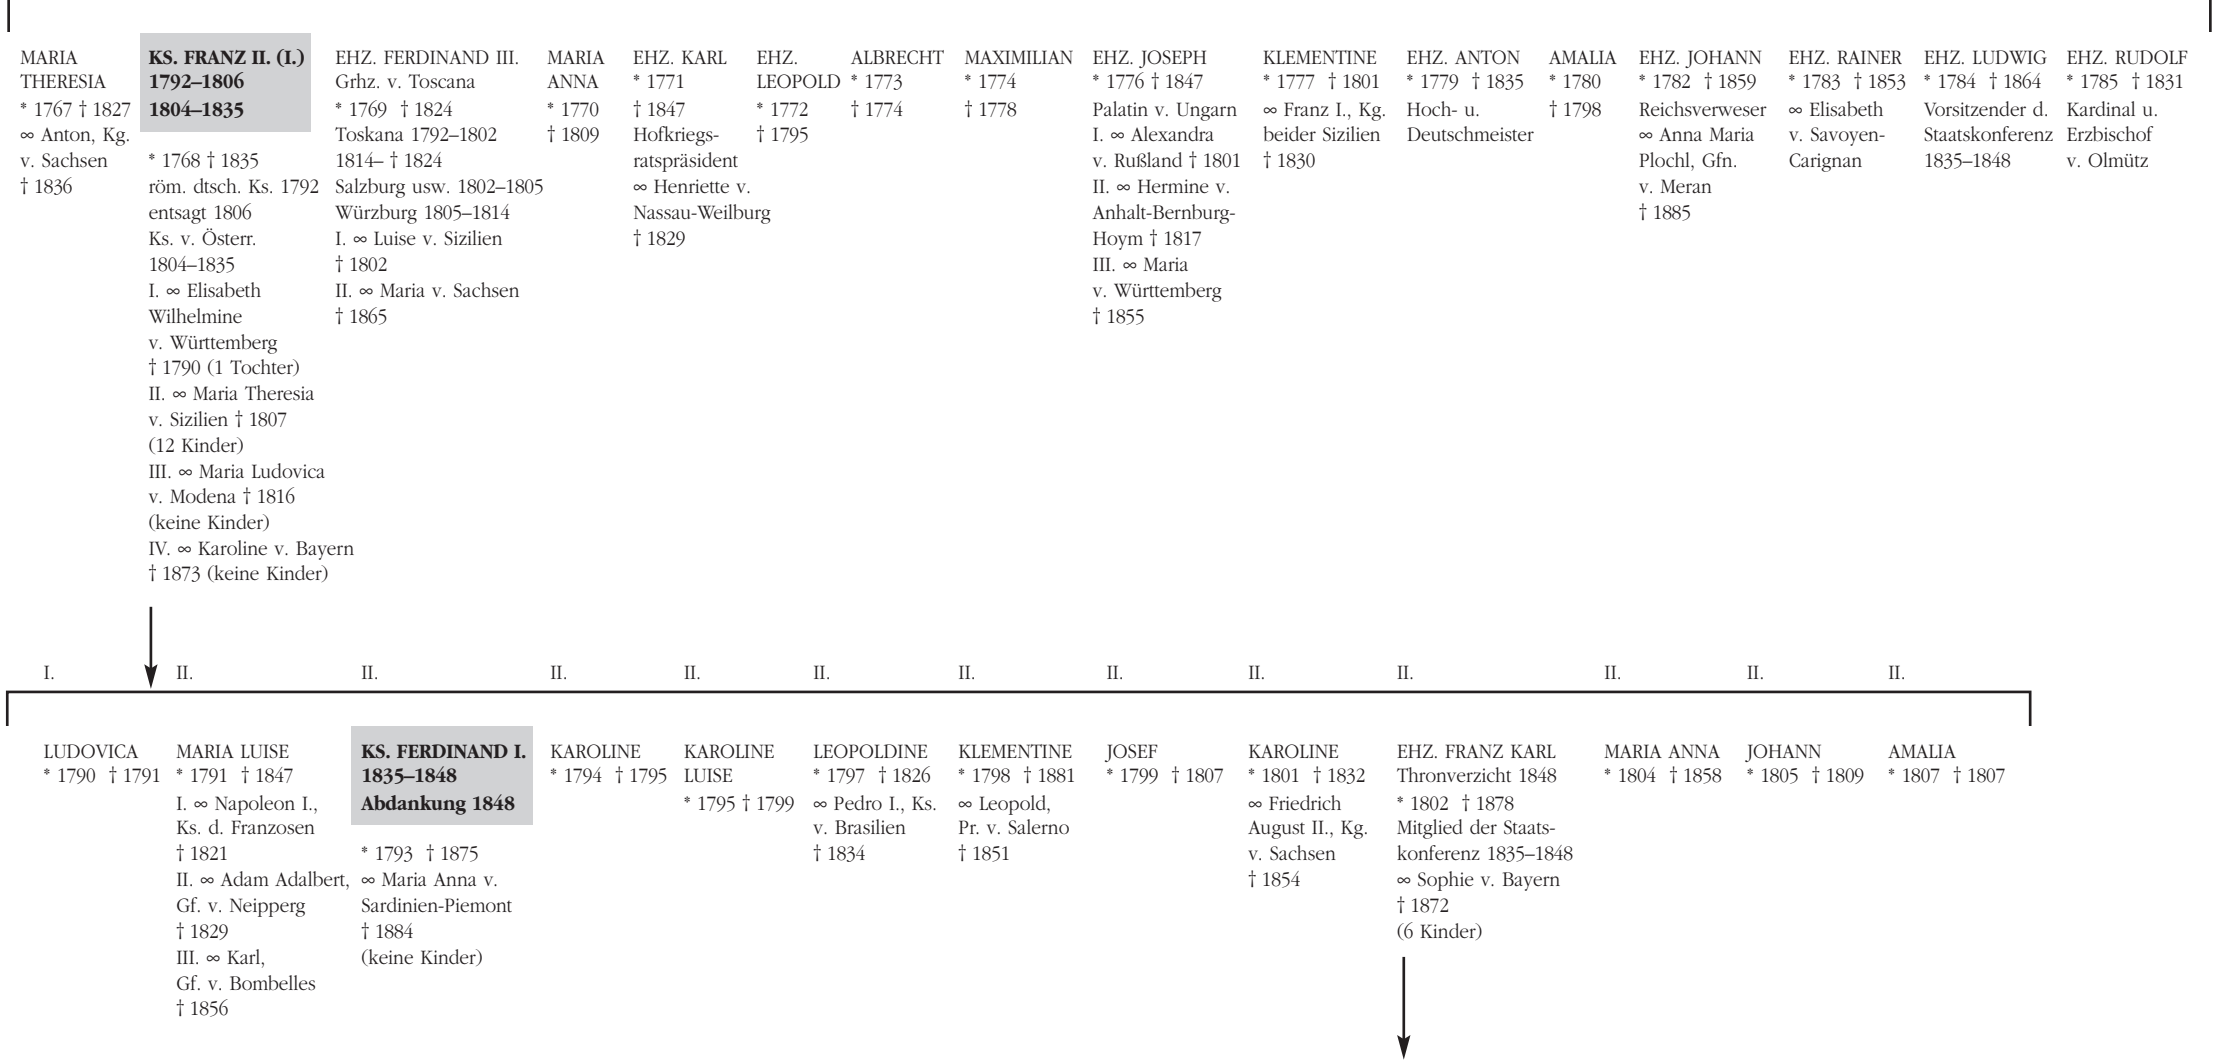 MARIA
THERESIA
* 1767 † 1827
∞ Anton, Kg.
v. Sachsen
† 1836
KS. FRANZ II. (I.)
1792–1806
1804–1835
* 1768 † 1835
röm. dtsch. Ks. 1792
entsagt 1806
Ks. v. Österr.
1804–1835
I. ∞ Elisabeth
Wilhelmine
v. Württemberg
† 1790 (1 Tochter)
II. ∞ Maria Theresia
v. Sizilien † 1807
(12 Kinder)
III. ∞ Maria Ludovica
v. Modena † 1816
(keine Kinder)
IV. ∞ Karoline v. Bayern
† 1873 (keine Kinder)
EHZ. FERDINAND III.
Grhz. v. Toscana
* 1769 † 1824
Toskana 1792–1802
1814– † 1824
Salzburg usw. 1802–1805
Würzburg 1805–1814
I. ∞ Luise v. Sizilien
† 1802
II. ∞ Maria v. Sachsen
† 1865
MARIA
ANNA
* 1770
† 1809
EHZ. KARL
* 1771
† 1847
Hofkriegs-
ratspräsident
∞ Henriette v.
Nassau-Weilburg
† 1829
EHZ.
LEOPOLD
* 1772
† 1795
ALBRECHT
* 1773
† 1774
MAXIMILIAN
* 1774
† 1778
EHZ. JOSEPH
* 1776 † 1847
Palatin v. Ungarn
I. ∞ Alexandra
v. Rußland † 1801
II. ∞ Hermine v.
Anhalt-Bernburg-
Hoym † 1817
III. ∞ Maria
v. Württemberg
† 1855
KLEMENTINE
* 1777 † 1801
∞ Franz I., Kg.
beider Sizilien
† 1830
EHZ. ANTON
* 1779 † 1835
Hoch- u.
Deutschmeister
AMALIA
* 1780
† 1798
EHZ. JOHANN
* 1782 † 1859
Reichsverweser
∞ Anna Maria
Plochl, Gfn.
v. Meran
† 1885
EHZ. RAINER
* 1783 † 1853
∞ Elisabeth
v. Savoyen-
Carignan
EHZ. LUDWIG
* 1784 † 1864
Vorsitzender d.
Staatskonferenz
1835–1848
EHZ. RUDOLF
* 1785 † 1831
Kardinal u.
Erzbischof
v. Olmütz
I.
LUDOVICA
* 1790 † 1791
II.
MARIA LUISE
* 1791 † 1847
I. ∞ Napoleon I.,
Ks. d. Franzosen
† 1821
II. ∞ Adam Adalbert,
Gf. v. Neipperg
† 1829
III. ∞ Karl,
Gf. v. Bombelles
† 1856
II.
KS. FERDINAND I.
1835–1848
Abdankung 1848
* 1793 † 1875
∞ Maria Anna v.
Sardinien-Piemont
† 1884
(keine Kinder)
II.
KAROLINE
* 1794 † 1795
II.
KAROLINE
LUISE
* 1795 † 1799
II.
LEOPOLDINE
* 1797 † 1826
∞ Pedro I., Ks.
v. Brasilien
† 1834
II.
KLEMENTINE
* 1798 † 1881
∞ Leopold,
Pr. v. Salerno
† 1851
II.
JOSEF
* 1799 † 1807
II.
KAROLINE
* 1801 † 1832
∞ Friedrich
August II., Kg.
v. Sachsen
† 1854
II.
EHZ. FRANZ KARL
Thronverzicht 1848
* 1802 † 1878
Mitglied der Staats-
konferenz 1835–1848
∞ Sophie v. Bayern
† 1872
(6 Kinder)
II.
MARIA ANNA
* 1804 † 1858
II.
JOHANN
* 1805 † 1809
II.
AMALIA
* 1807 † 1807